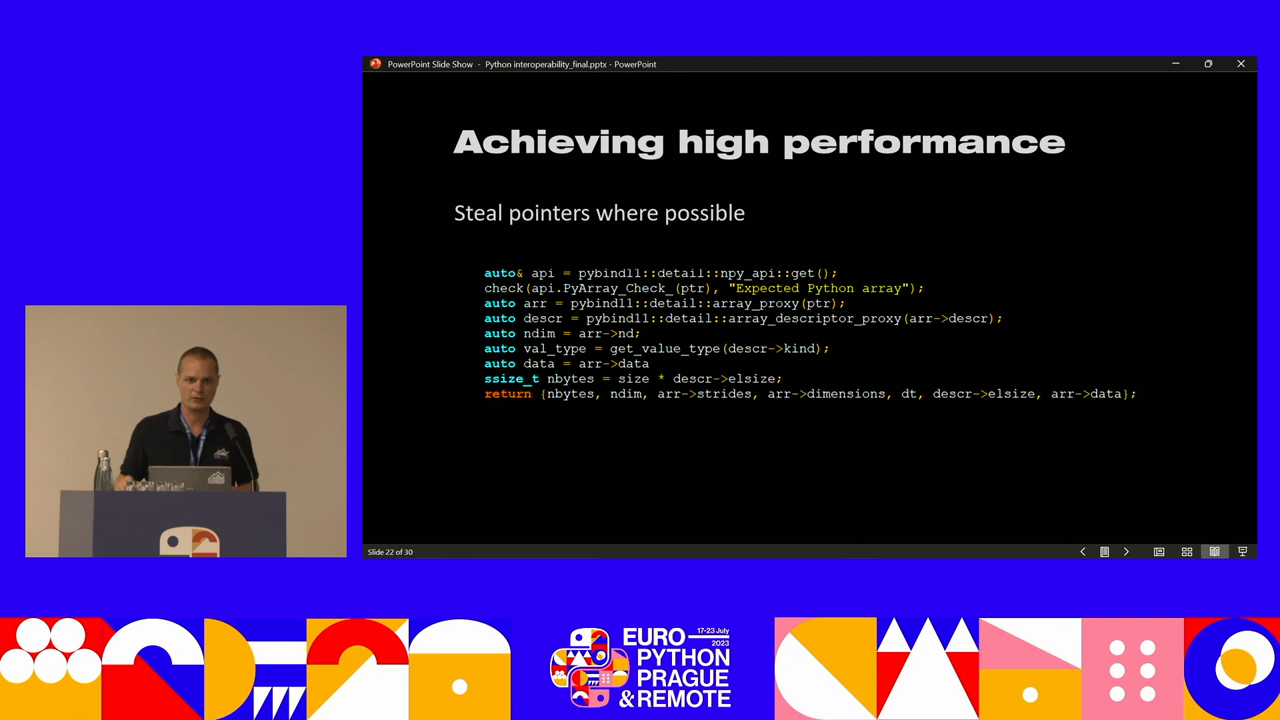 PowerPoint Slide Show - Python interoperability_final.pptx - PowerPoint
Achieving high performance
Steal pointers where possible
auto& api = pybind11::detail::npy_api::get();
check(api.PyArray_Check_(ptr), "Expected Python array");
auto arr = pybind11::detail::array_proxy(ptr);
auto descr = pybind11::detail::array_descriptor_proxy(arr->descr);
auto ndim = arr->nd;
auto val_type = get_value_type(descr->kind);
auto data = arr->data
ssize_t nbytes = size * descr->elsize;
return {nbytes, ndim, arr->strides, arr->dimensions, dt, descr->elsize, arr->data};
Slide 22 of 30
17-23 July
2023
EURO
PYTHON
PRAGUE
& REMOTE